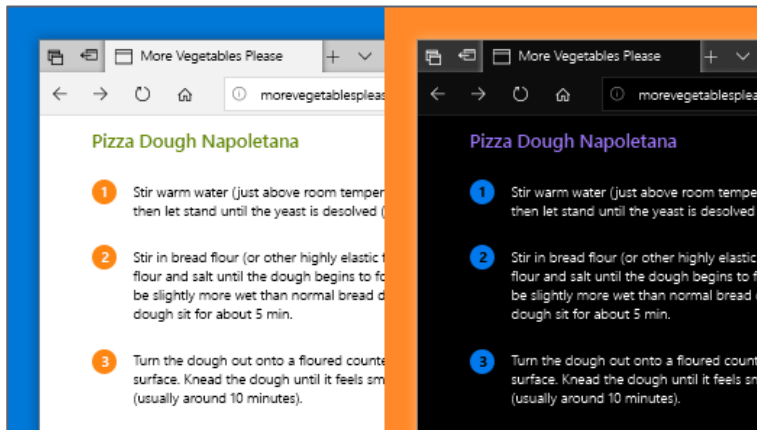 More Vegetables Please
morevegetablespleas
Pizza Dough Napoletana
1 Stir warm water (just above room temper
then let stand until the yeast is desolved (
2 Stir in bread flour (or other highly elastic
flour and salt until the dough begins to fo
be slightly more wet than normal bread d
dough sit for about 5 min.
3 Turn the dough out onto a floured counte
surface. Knead the dough until it feels sm
(usually around 10 minutes).
More Vegetables Please
morevegetablesplea
Pizza Dough Napoletana
1 Stir warm water (just above room tempe
then let stand until the yeast is desolved
2 Stir in bread flour (or other highly elastic
flour and salt until the dough begins to f
be slightly more wet than normal bread
dough sit for about 5 min.
3 Turn the dough out onto a floured count
surface. Knead the dough until it feels sn
(usually around 10 minutes).